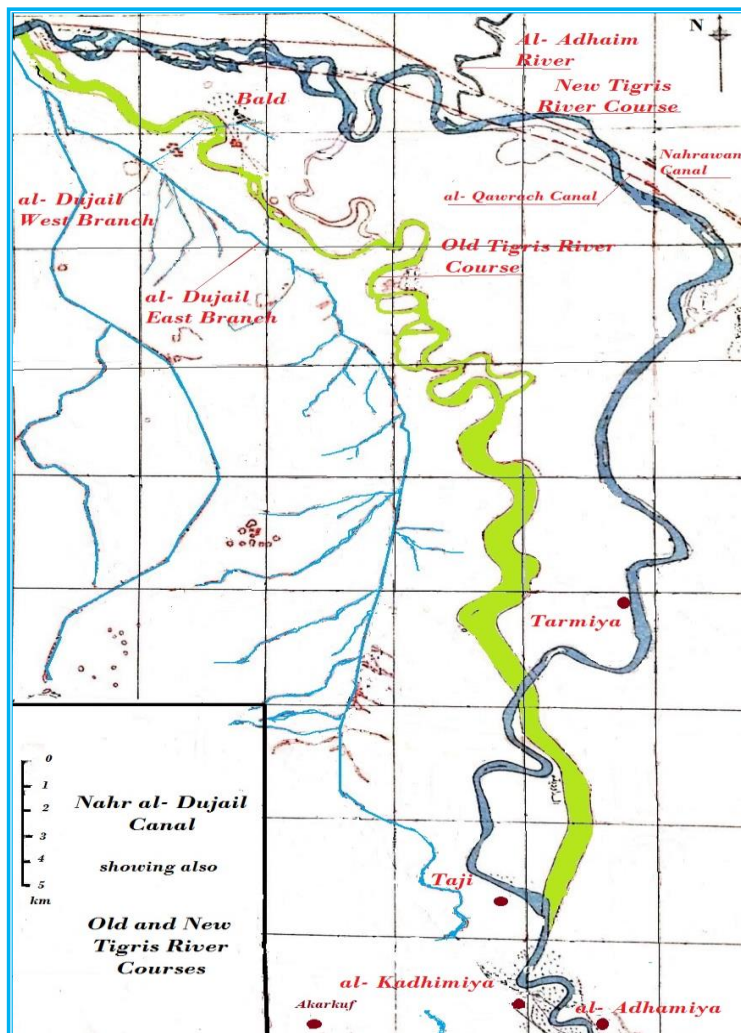 N
Al- Adhaim
River
New Tigris
River Course
Bald
Nahrawan
Canal
al- Qawrach Canal
al- Dujail
West Branch
Old Tigris River
Course
al- Dujail
East Branch
Tarmiya
0
1
2
3
4
5
km
Nahr al- Dujail
Canal
showing also
Old and New
Tigris River
Courses
Taji
al- Kadhimiya
Akarkuf
al- Adhamiya